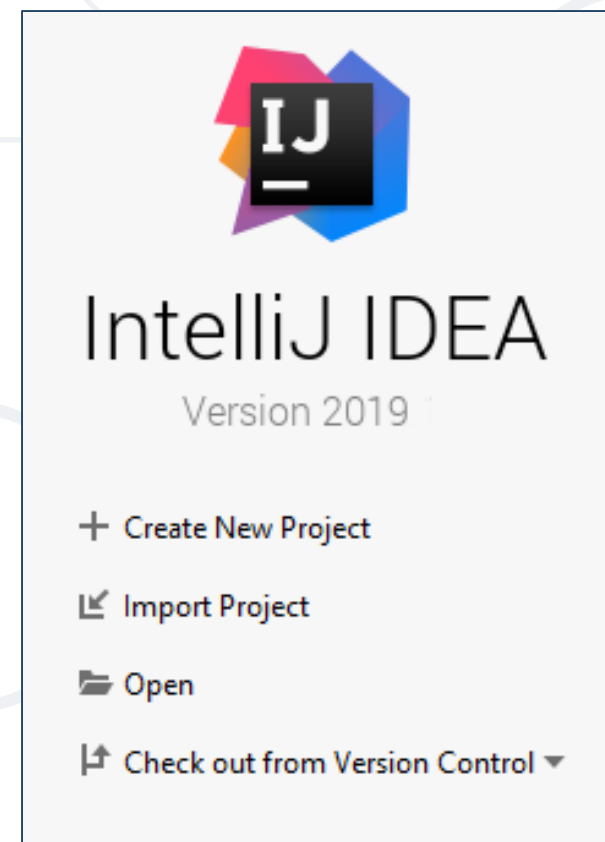 IJ
IntelliJ IDEA
Version 2019
Create New Project
Import Project
Open
Check out from Version Control